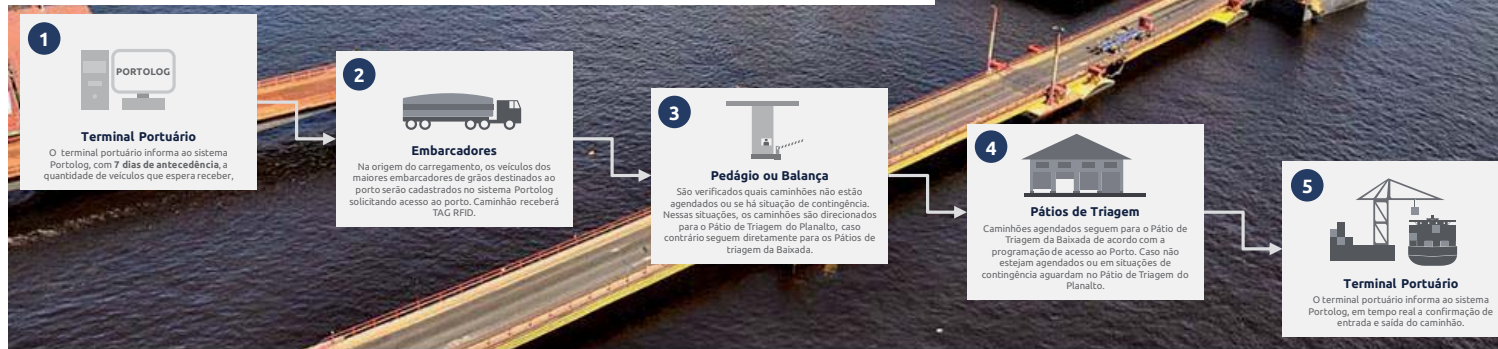 1
PORTOLOG
Terminal Portuário
O terminal portuário informa ao sistema
Portolog, com 7 dias de antecedência, a
quantidade de veículos que espera receber,
2
Embarcadores
Na origem do carregamento, os veículos dos
maiores embarcadores de grãos destinados ao
porto serão cadastrados no sistema Portolog
solicitando acesso ao porto. Caminhão receberá
TAG RFID.
3
Pedágio ou Balança
São verificados quais caminhões não estão
agendados ou se há situação de contingência.
Nessas situações, os caminhões são direcionados
para o Pátio de Triagem do Planalto, caso
contrário seguem diretamente para os Pátios de
triagem da Baixada.
4
Pátios de Triagem
Caminhões agendados seguem para o Pátio de
Triagem da Baixada de acordo com a
programação de acesso ao Porto. Caso não
estejam agendados ou em situações de
contingência aguardam no Pátio de Triagem do
Planalto.
5
Terminal Portuário
O terminal portuário informa ao sistema
Portolog, em tempo real a confirmação de
entrada e saída do caminhão.